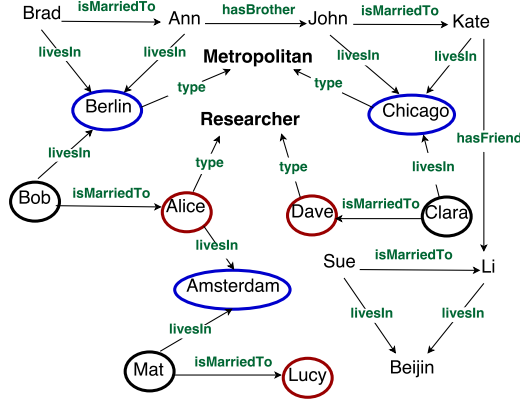 Brad isMarriedTo Ann hasBrother John isMarriedTo Kate
livesIn livesIn Metropolitan livesIn livesIn
type type
Berlin Chicago
Researcher hasFriend
livesIn type type livesIn
Bob isMarriedTo Alice Dave isMarriedTo Clara
livesIn
Sue isMarriedTo Li
Amsterdam
livesIn livesIn livesIn
Mat isMarriedTo Lucy Beijin